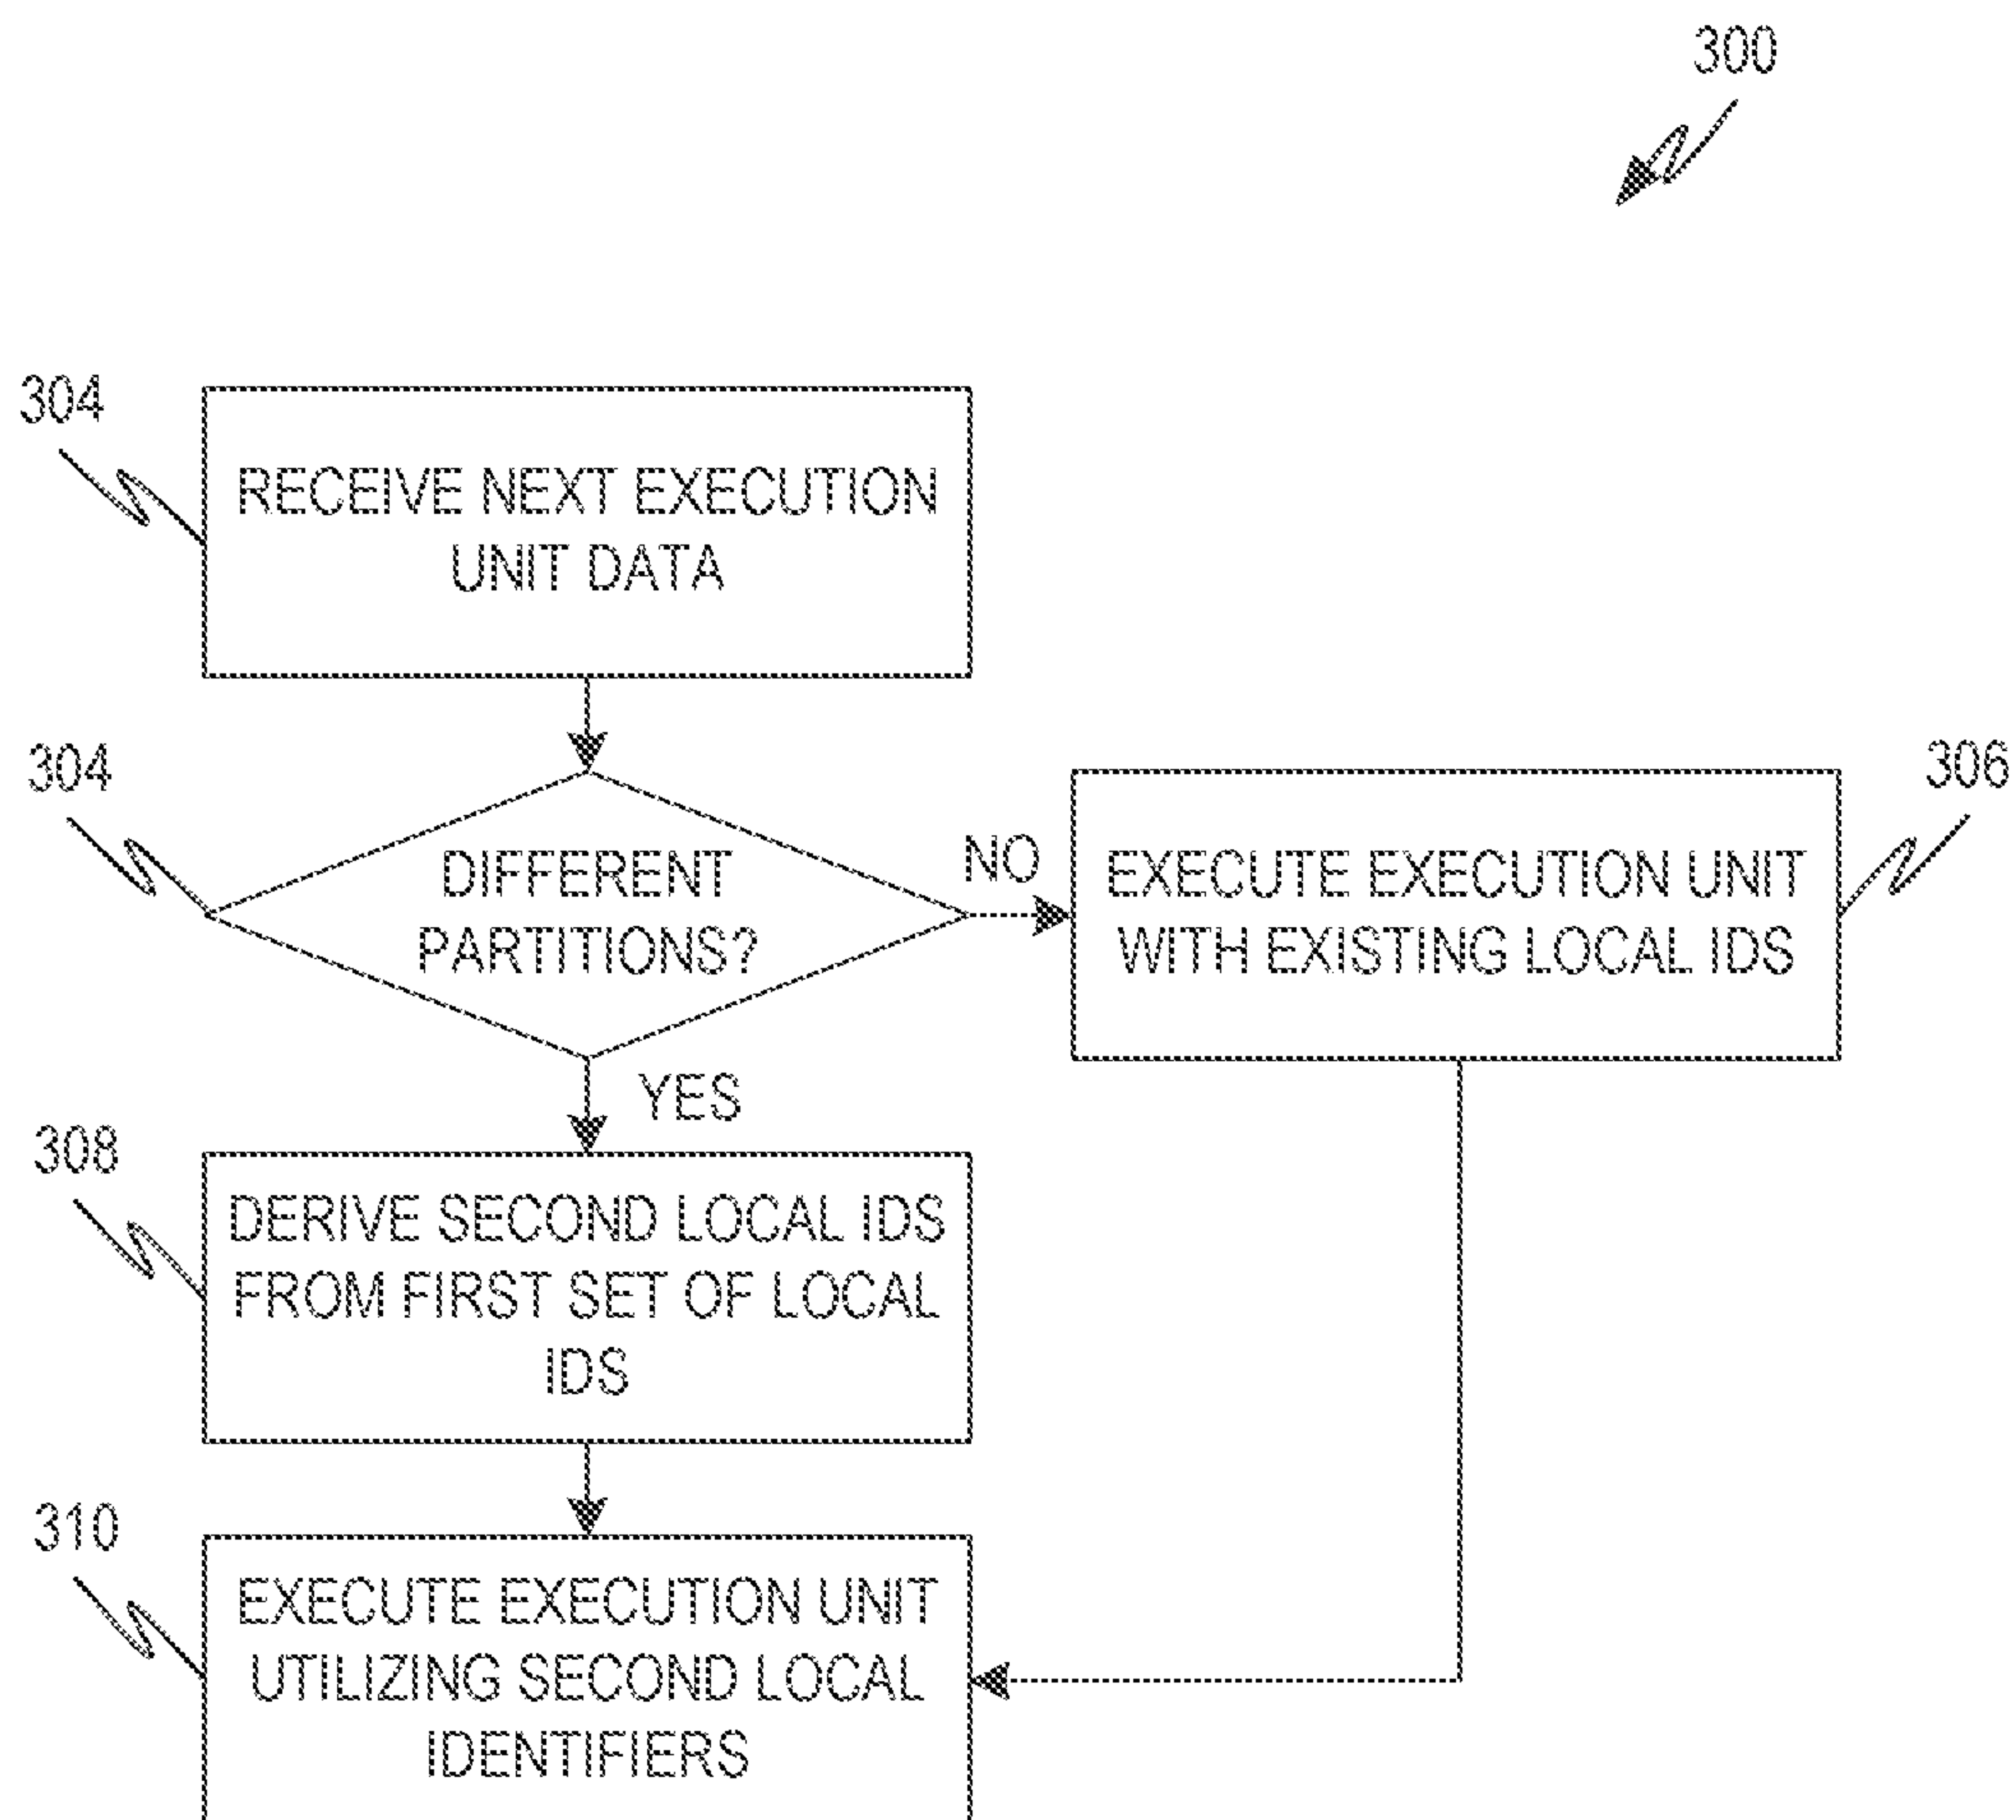 300
304
RECEIVE NEXT EXECUTION
UNIT DATA
304
DIFFERENT
PARTITIONS?
NO
EXECUTE EXECUTION UNIT
WITH EXISTING LOCAL IDS
306
YES
308
DERIVE SECOND LOCAL IDS
FROM FIRST SET OF LOCAL
IDS
310
EXECUTE EXECUTION UNIT
UTILIZING SECOND LOCAL
IDENTIFIERS